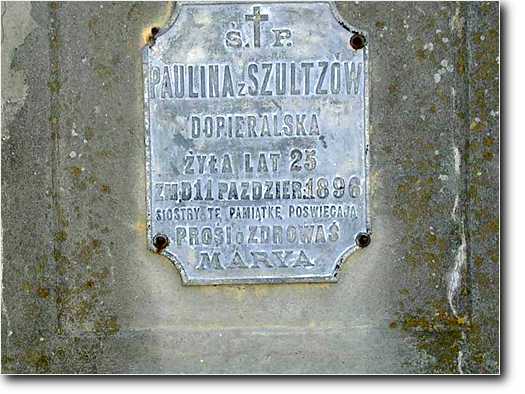 Ś.†P.
PAULINA z SZULTZÓW
DOPIERALSKA
ŻYŁA LAT 25
ZM.D.11 PAŹDZIER.1896
SIOSTRY TĘ PAMIĄTKĘ POŚWIĘCAJĄ
PROSI o ZDROWAŚ
MARYA